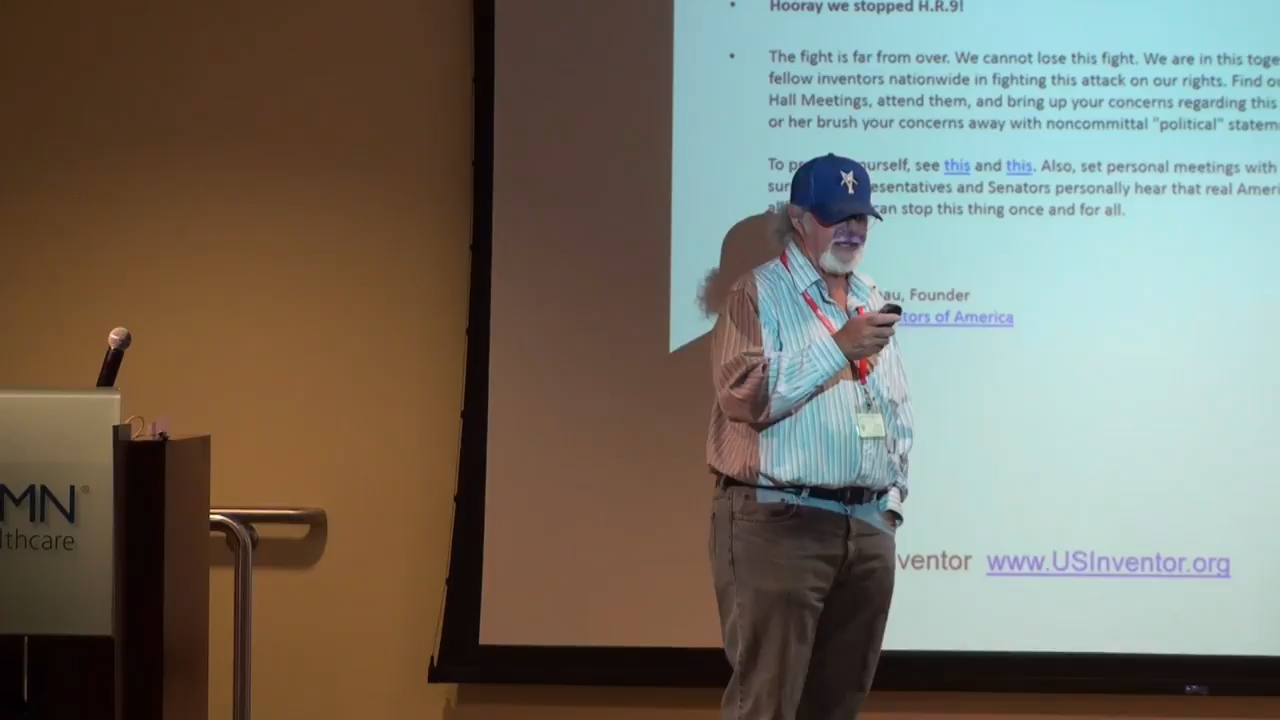 Hooray we stopped H.R.9!
The fight is far from over. We cannot lose this fight. We are in this toge
fellow inventors nationwide in fighting this attack on our rights. Find ou
Hall Meetings, attend them, and bring up your concerns regarding this
or her brush your concerns away with noncommittal "political" statem
To p urself, see this and this. Also, set personal meetings with
sur esentatives and Senators personally hear that real Ameri
al can stop this thing once and for all.
au, Founder
tors of America
ventor www.USInventor.org
MN®
lthcare